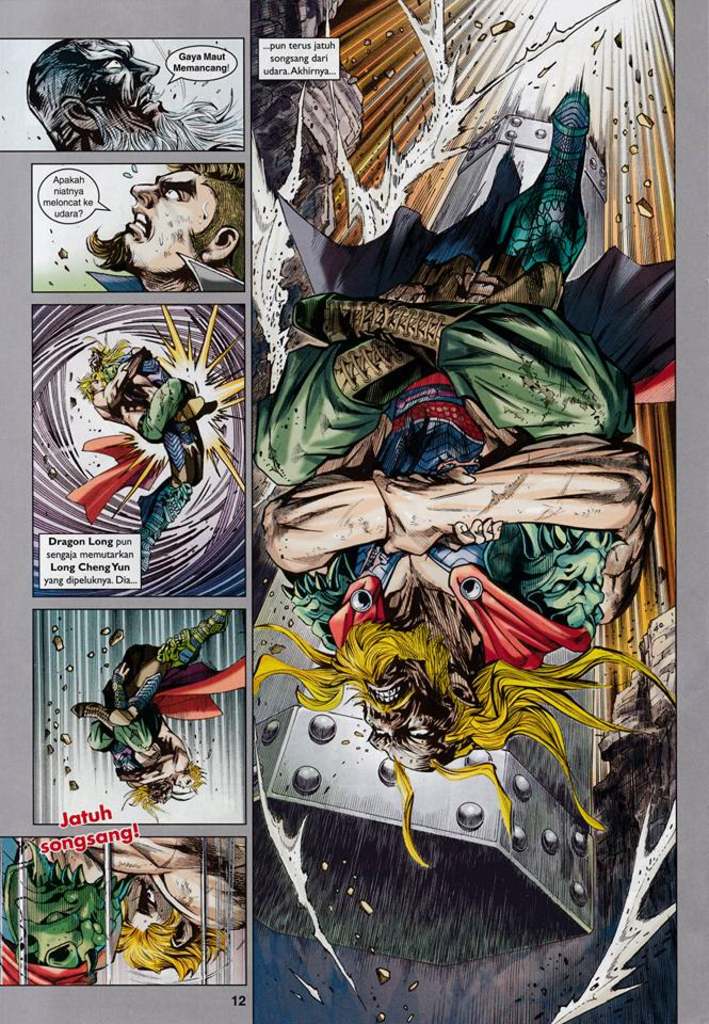 Gaya Maut
Memancang!
Apakah
niatnya
meloncat ke
udara?
Dragon Long pun
sengaja memutarkan
Long Cheng Yun
yang dipeluknya. Dia...
Jatuh
songsang!
...pun terus jatuh
songsang dari
udara. Akhirnya...
12